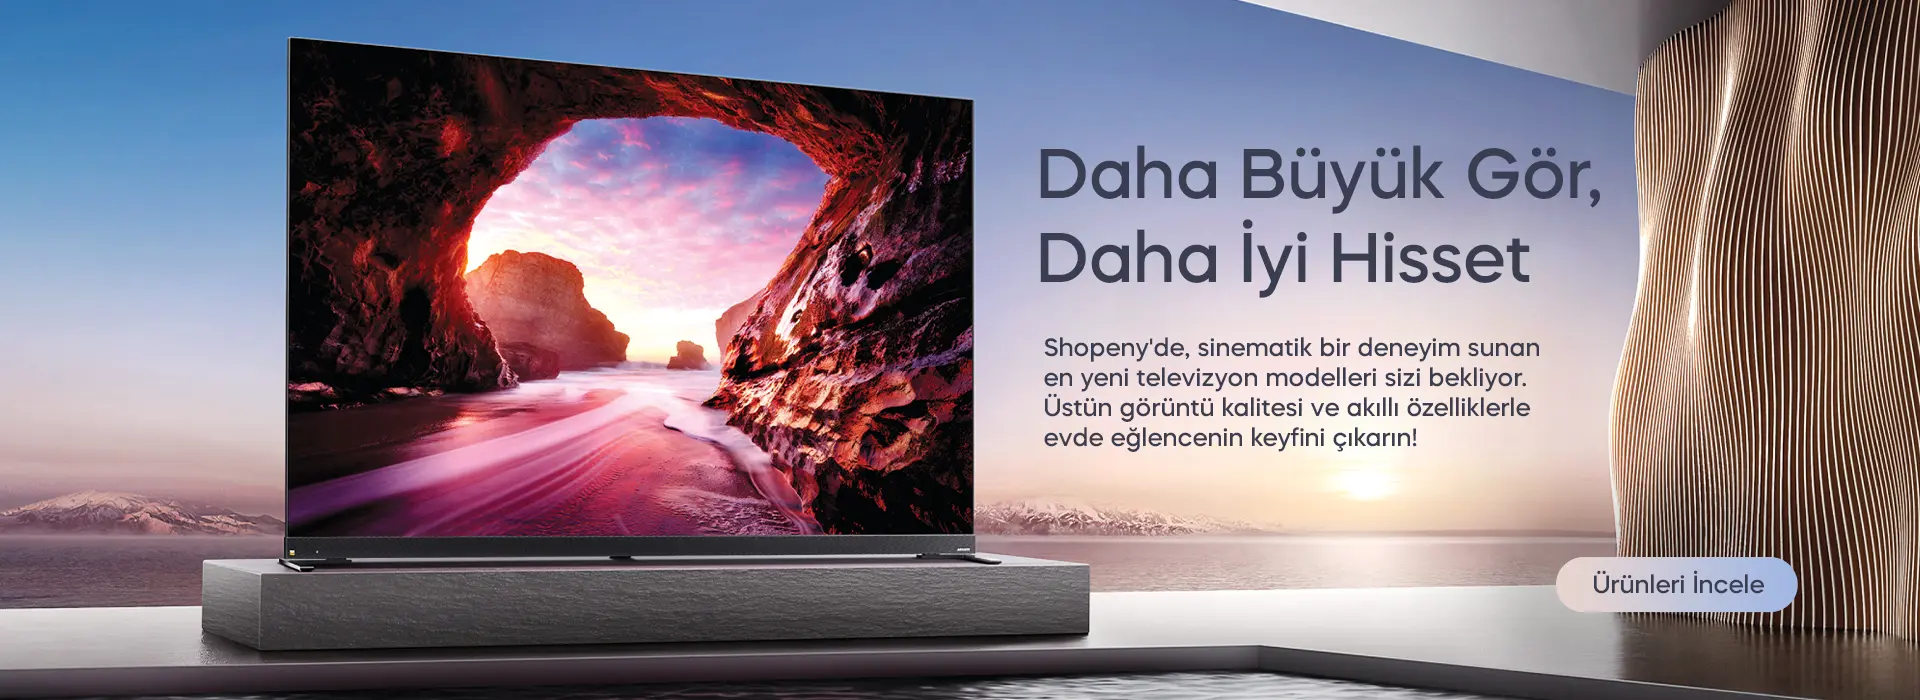 Daha Büyük Gör,
Daha İyi Hisset
Shopeny'de, sinematik bir deneyim sunan
en yeni televizyon modelleri sizi bekliyor.
Üstün görüntü kalitesi ve akıllı özelliklerle
evde eğlencenin keyfini çıkarın!
Ürünleri İncele